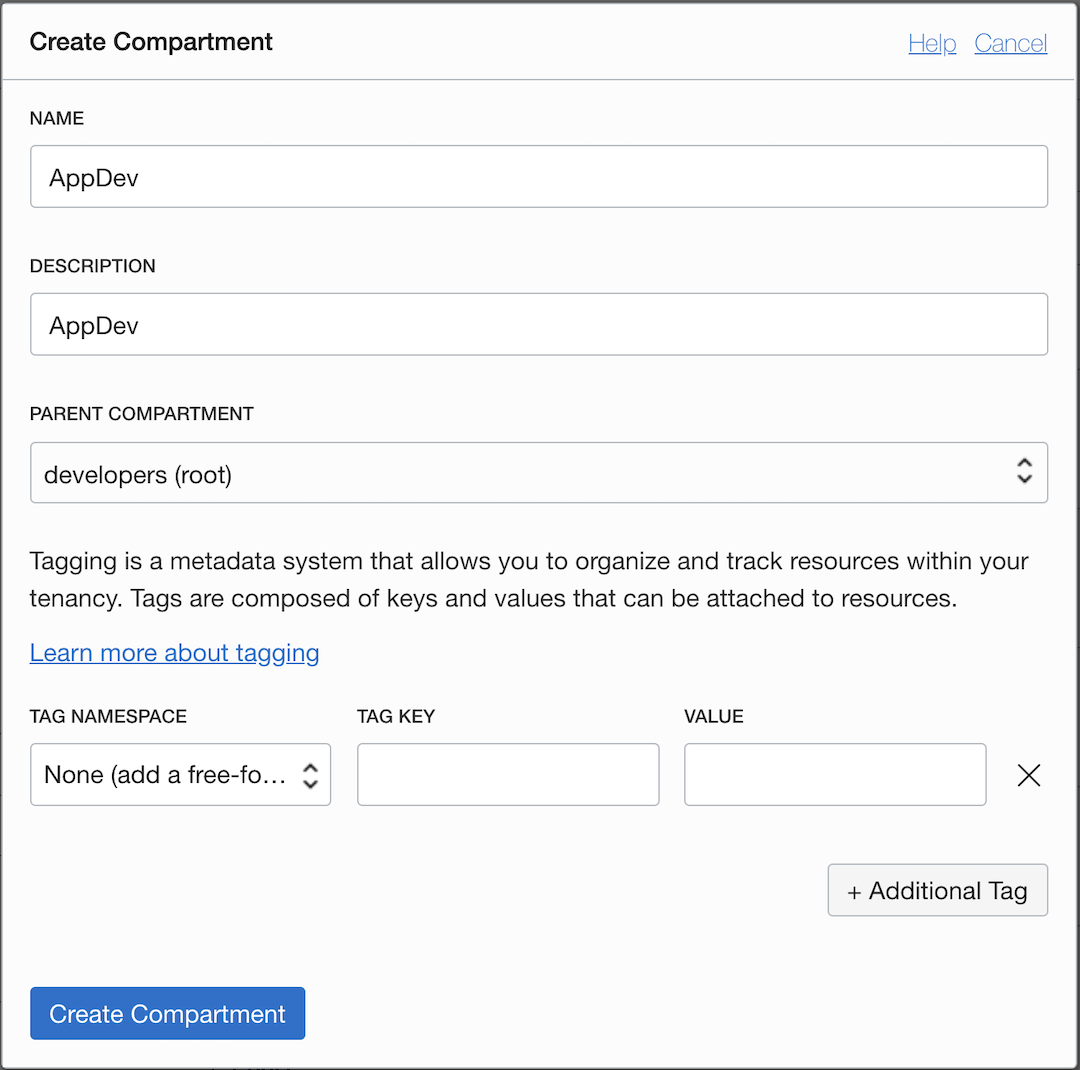 Create Compartment
Help Cancel
NAME
AppDev
DESCRIPTION
AppDev
PARENT COMPARTMENT
developers (root)
Tagging is a metadata system that allows you to organize and track resources within your
tenancy. Tags are composed of keys and values that can be attached to resources.
Learn more about tagging
TAG NAMESPACE TAG KEY VALUE
None (add a free-fo...
+ Additional Tag
Create Compartment